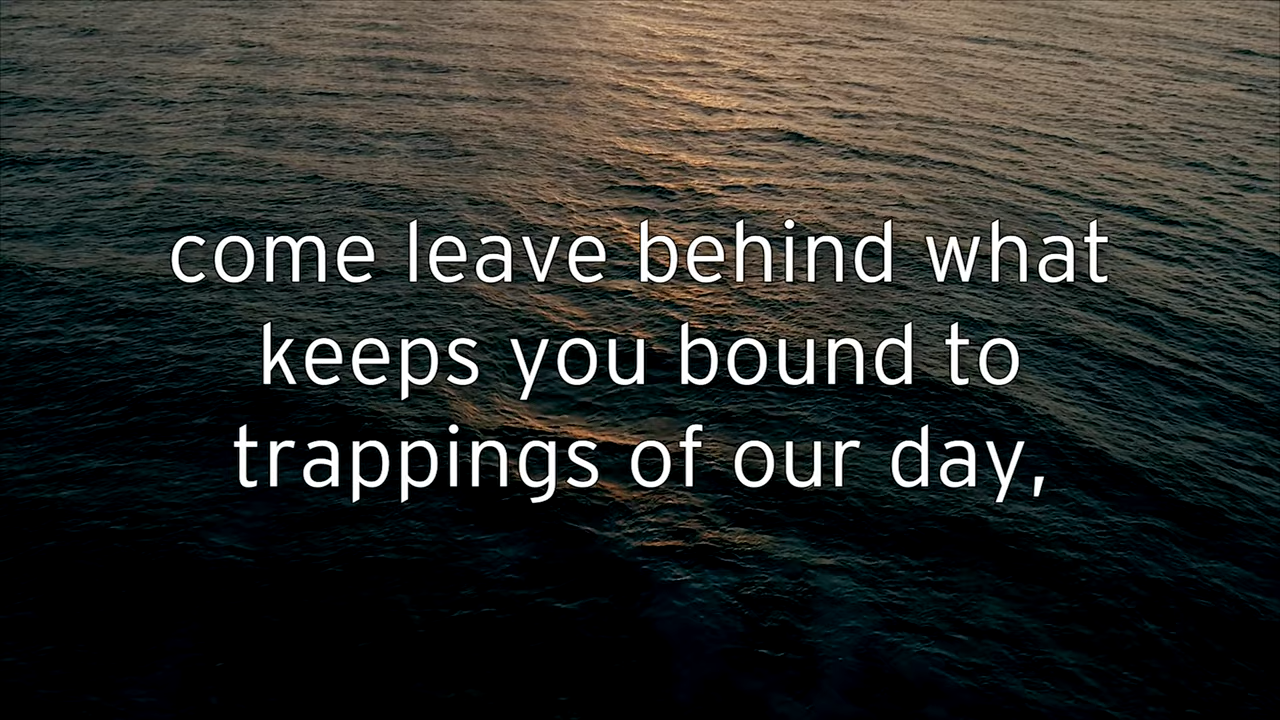 come leave behind what
keeps you bound to
trappings of our day,